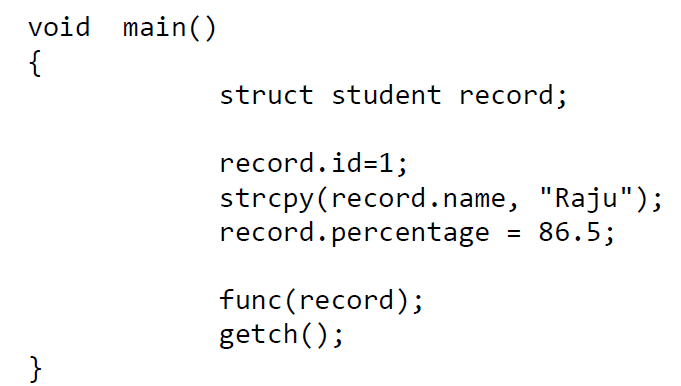 void  main()
{
struct student record;
record.id=1;
strcpy(record.name, "Raju");
record.percentage = 86.5;
func(record);
getch();
}